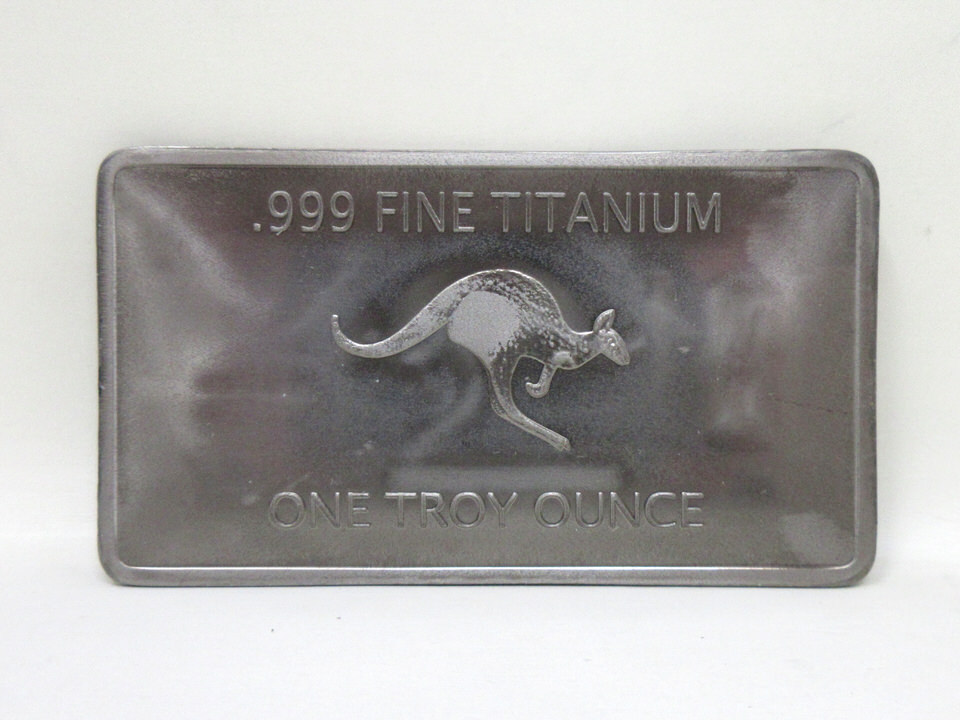 .999 FINE TITANIUM
ONE TROY OUNCE